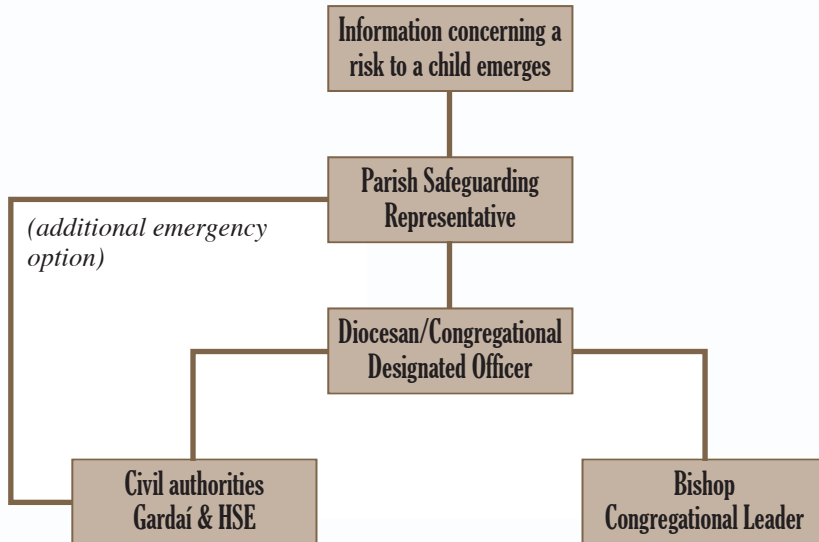 Information concerning a
risk to a child emerges
Parish Safeguarding
Representative
(additional emergency
option)
Diocesan/Congregational
Designated Officer
Civil authorities
Gardaí & HSE
Bishop
Congregational Leader